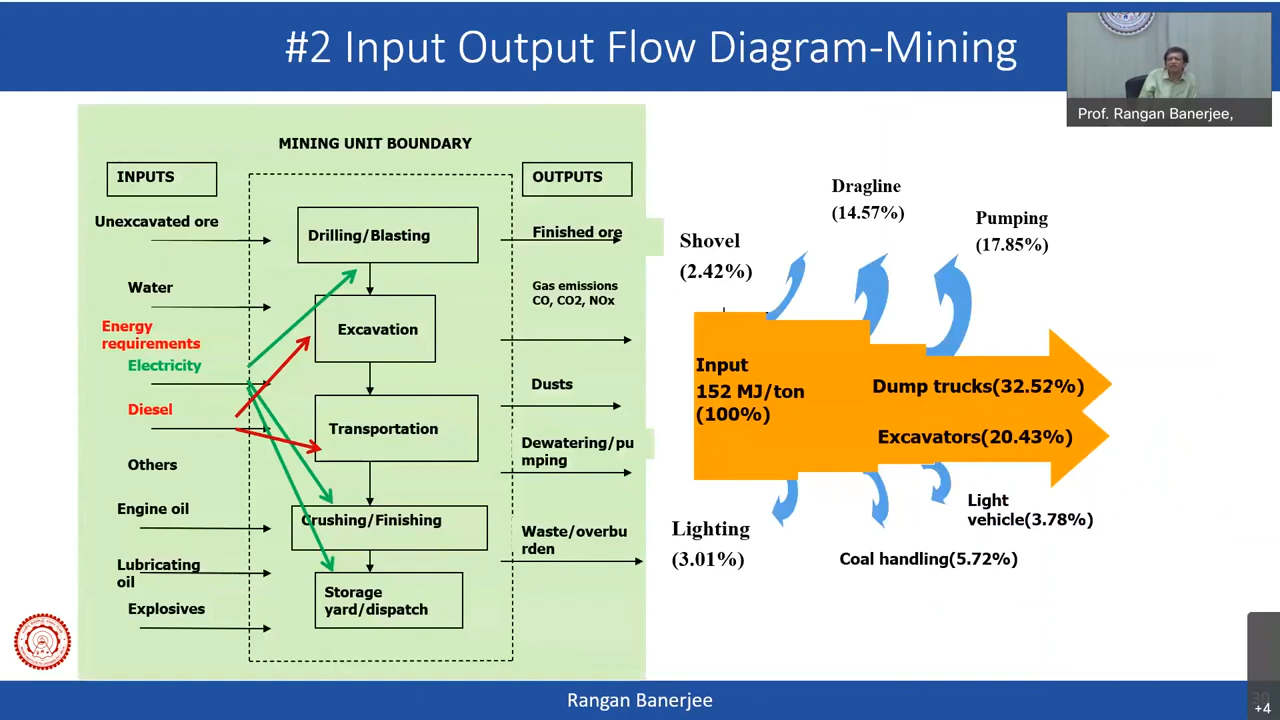 #2 Input Output Flow Diagram-Mining
Prof. Rangan Banerjee,
MINING UNIT BOUNDARY
INPUTS
OUTPUTS
Unexcavated ore
Water
Energy
requirements
Electricity
Diesel
Others
Engine oil
Lubricating
oil
Explosives
Drilling/Blasting
Excavation
Transportation
Crushing/Finishing
Storage
yard/dispatch
Finished ore
Gas emissions
CO, CO2, NOx
Dusts
Dewatering/pu
mping
Waste/overbu
rden
Shovel
(2.42%)
Dragline
(14.57%)
Pumping
(17.85%)
Input
152 MJ/ton
(100%)
Dump trucks(32.52%)
Excavators(20.43%)
Light
vehicle(3.78%)
Lighting
(3.01%)
Coal handling(5.72%)
Rangan Banerjee
30
+4